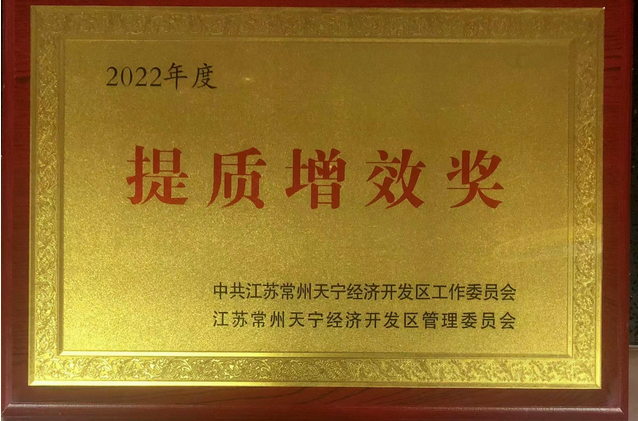 2022年度
提质增效奖
中共江苏常州天宁经济开发区工作委员会
江苏常州天宁经济开发区管理委员会